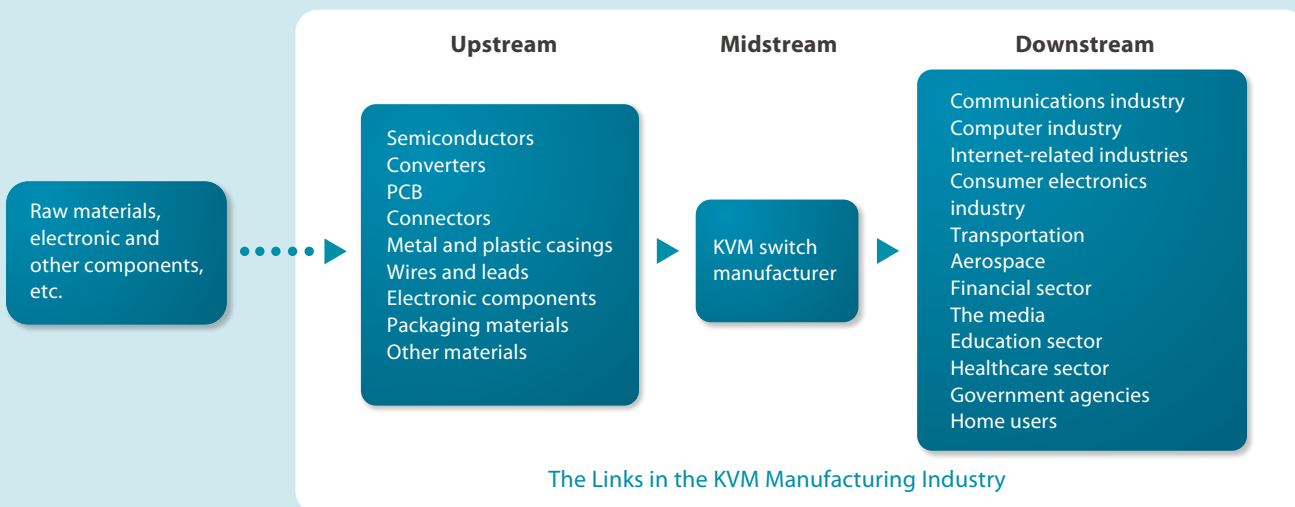 Upstream
Midstream
Downstream
Raw materials,
electronic and
other components,
etc.
Semiconductors
Converters
PCB
Connectors
Metal and plastic casings
Wires and leads
Electronic components
Packaging materials
Other materials
KVM switch
manufacturer
Communications industry
Computer industry
Internet-related industries
Consumer electronics
industry
Transportation
Aerospace
Financial sector
The media
Education sector
Healthcare sector
Government agencies
Home users
The Links in the KVM Manufacturing Industry